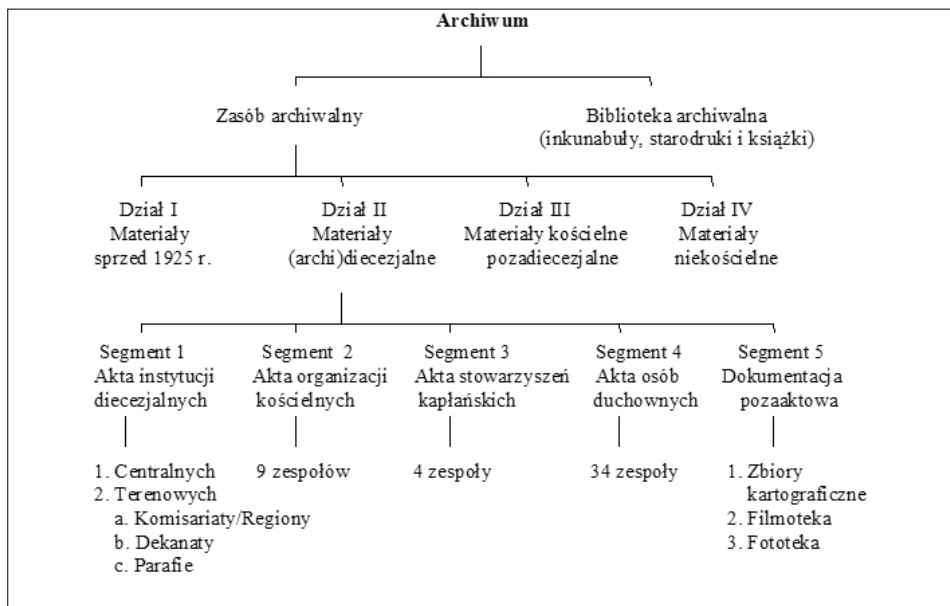 Archiwum
Zasób archiwalny
Biblioteka archiwalna
(inkunabuły, starodruki i książki)
Dział I
Materiały
sprzed 1925 r.
Dział II
Materiały
(archi)diecezjalne
Dział III
Materiały kościelne
pozadiecezjalne
Dział IV
Materiały
niekościelne
Segment 1
Akta instytucji
diecezjalnych
Segment 2
Akta organizacji
kościelnych
Segment 3
Akta stowarzyszeń
kapłańskich
Segment 4
Akta osób
duchownych
Segment 5
Dokumentacja
pozaaktowa
1. Centralnych
2. Terenowych
a. Komisariaty/Regiony
b. Dekanaty
c. Parafie
9 zespołów
4 zespoły
34 zespoły
1. Zbiory
kartograficzne
2. Filmoteka
3. Fototeka